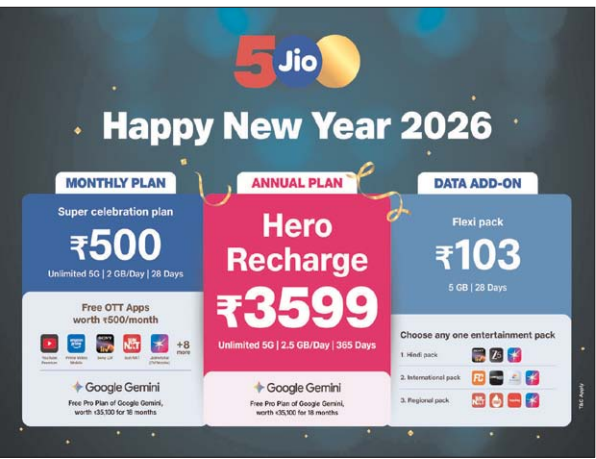 5 Jio
Happy New Year 2026
MONTHLY PLAN
Super celebration plan
₹500
Unlimited 5G | 2 GB/Day | 28 Days
Free OTT Apps
worth ₹500/month
+8
more
Google Gemini
Free Pro Plan of Google Gemini,
worth ₹35,100 for 18 months
ANNUAL PLAN
Hero
Recharge
₹3599
Unlimited 5G | 2.5 GB/Day | 365 Days
Google Gemini
Free Pro Plan of Google Gemini,
worth ₹35,100 for 18 months
DATA ADD-ON
Flexi pack
₹103
5 GB | 28 Days
Choose any one entertainment pack
1. Hindi pack
2. International pack
3. Regional pack
T&C Apply